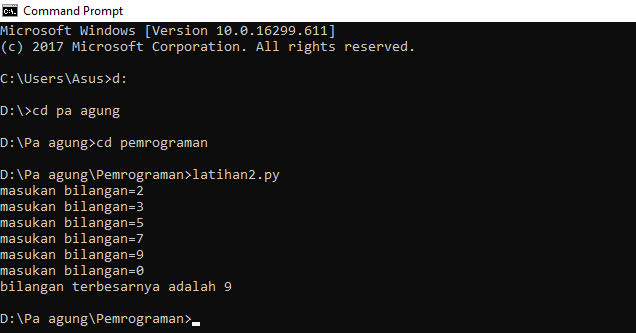 Command Prompt
Microsoft Windows [Version 10.0.16299.611]
(c) 2017 Microsoft Corporation. All rights reserved.
C:\Users\Asus>d:
D:\>cd pa agung
D:\Pa agung>cd pemrograman
D:\Pa agung\Pemrograman>latihan2.py
masukan bilangan=2
masukan bilangan=3
masukan bilangan=5
masukan bilangan=7
masukan bilangan=9
masukan bilangan=0
bilangan terbesarnya adalah 9
D:\Pa agung\Pemrograman>